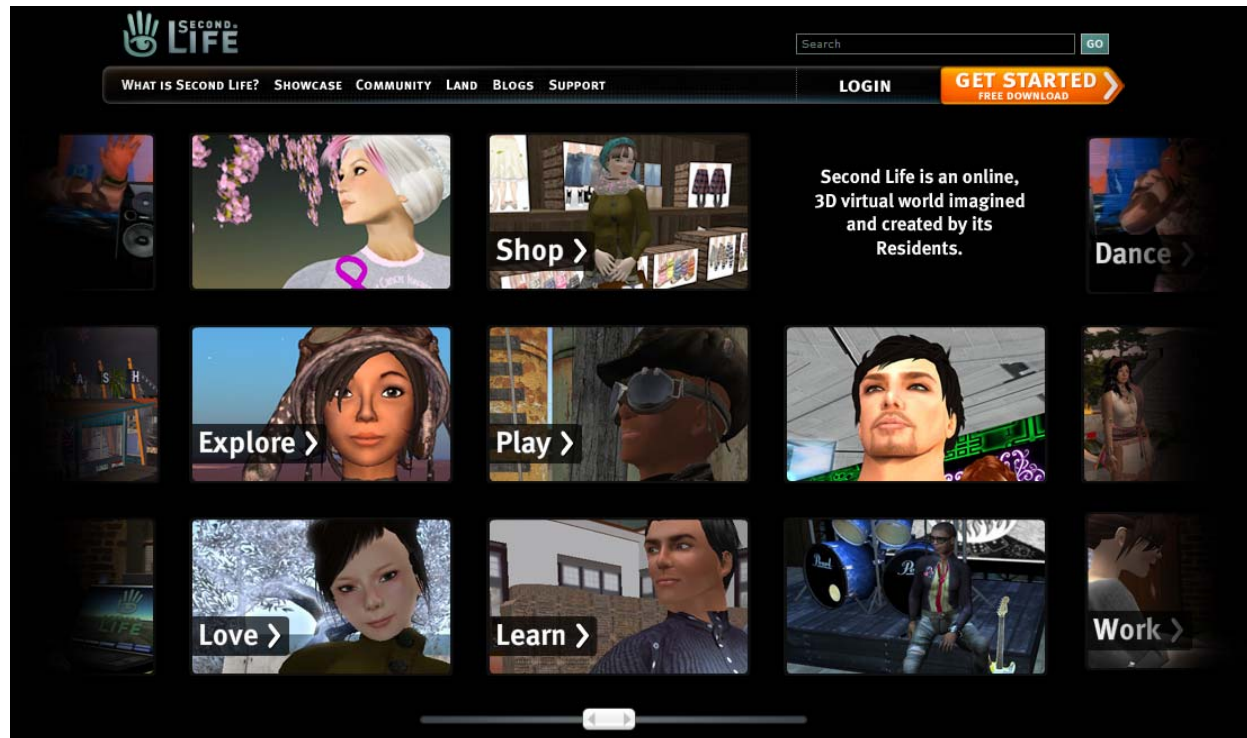 SECOND LIFE
Search
GO
WHAT IS SECOND LIFE? SHOWCASE COMMUNITY LAND BLOGS SUPPORT
LOGIN
GET STARTED
FREE DOWNLOAD
Shop
Second Life is an online,
3D virtual world imagined
and created by its
Residents.
Dance
Explore
Play
Love
Learn
Pearl
Work